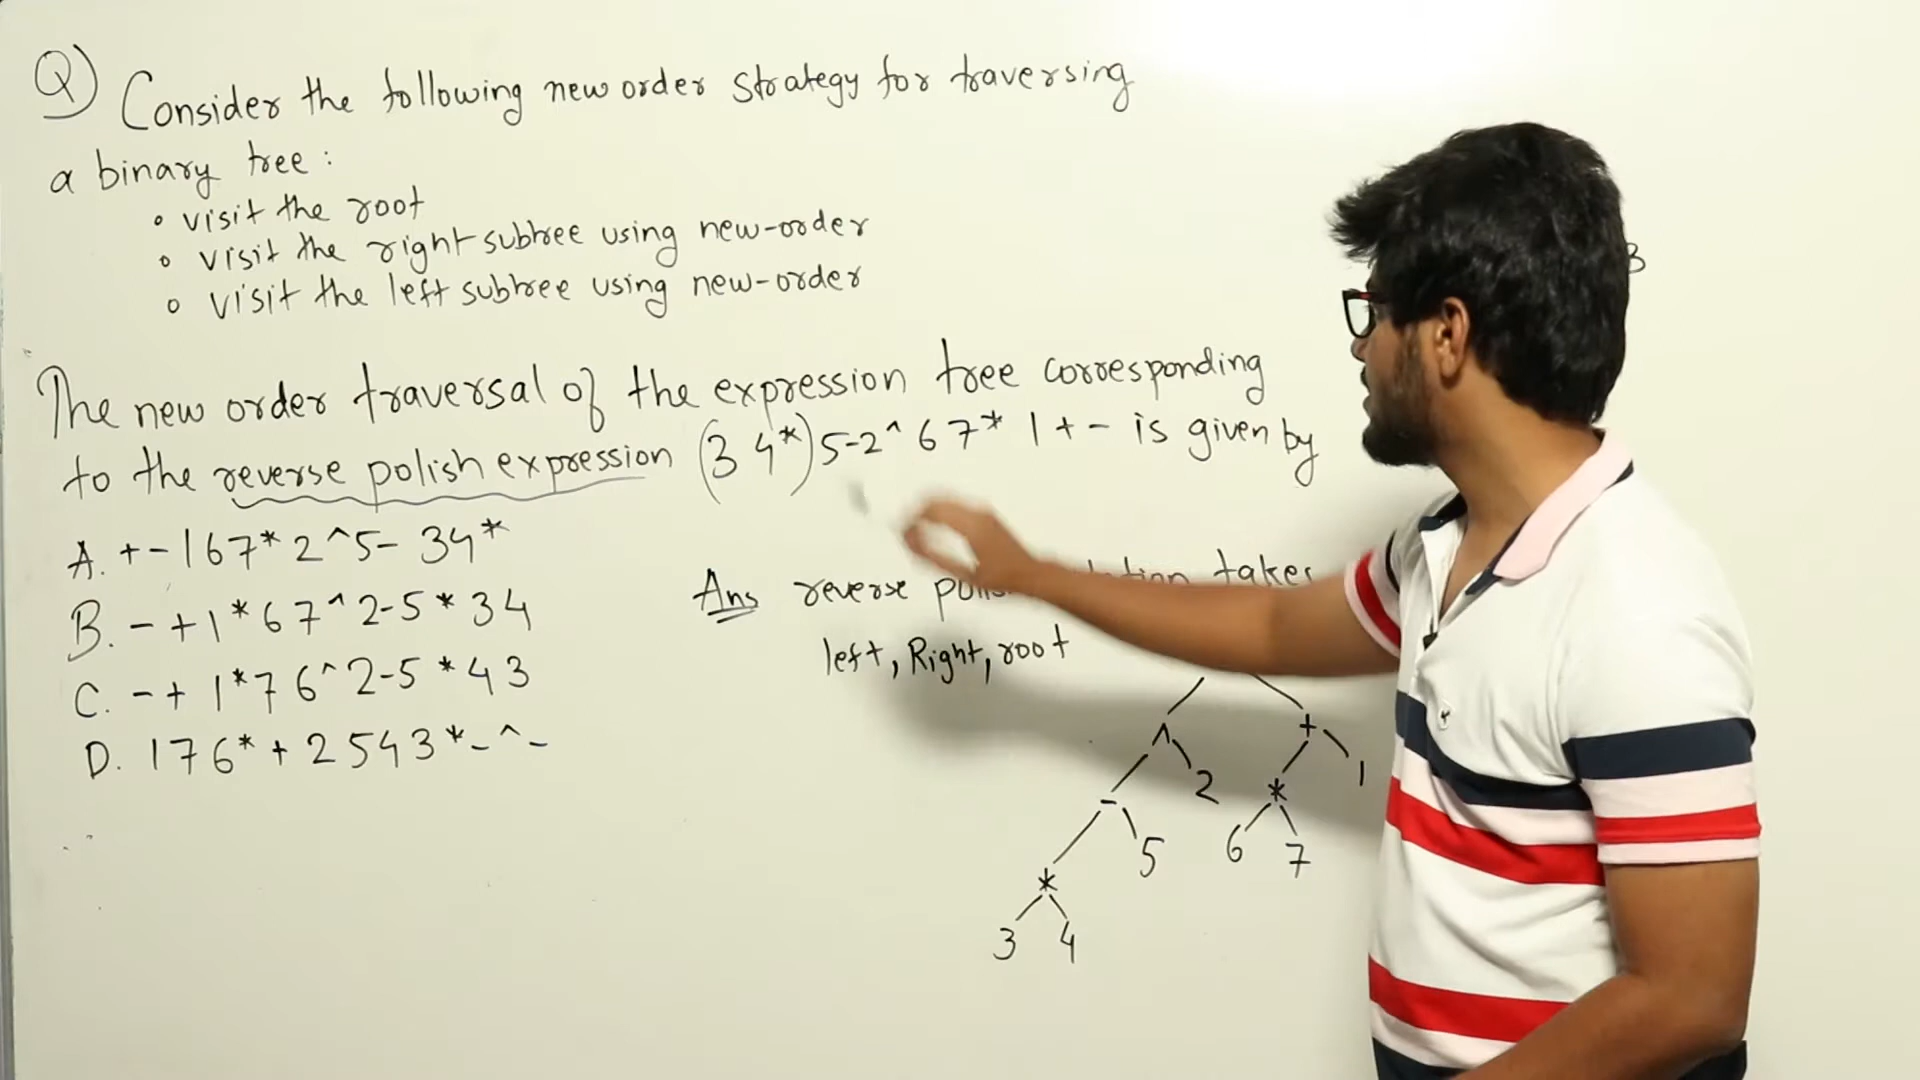 Q) Consider the following new order strategy for traversing
a binary tree :
• visit the root
• visit the right subtree using new-order
• visit the left subtree using new-order
The new order traversal of the expression tree corresponding
to the reverse polish expression (3 4*) 5-2^67* 1+- is given by
A. +-167*2^5-34*
B. -+1*67^2-5*34
C. -+1*76^2-5*43
D. 176*+2543*-^-
Ans reverse takes
left, Right, root
^ +
2 * 1
- 5 6 7
*
3 4
3